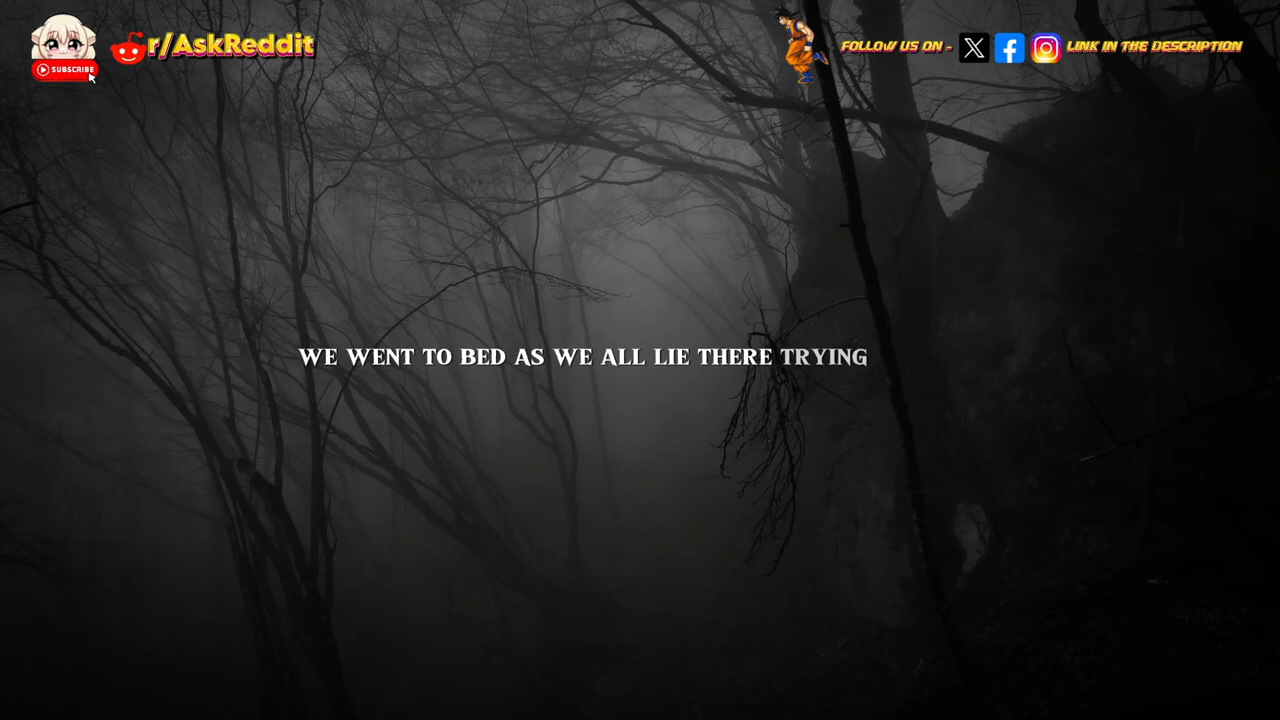 r/AskReddit
SUBSCRIBE
FOLLOW US ON -
LINK IN THE DESCRIPTION
WE WENT TO BED AS WE ALL LIE THERE TRYING